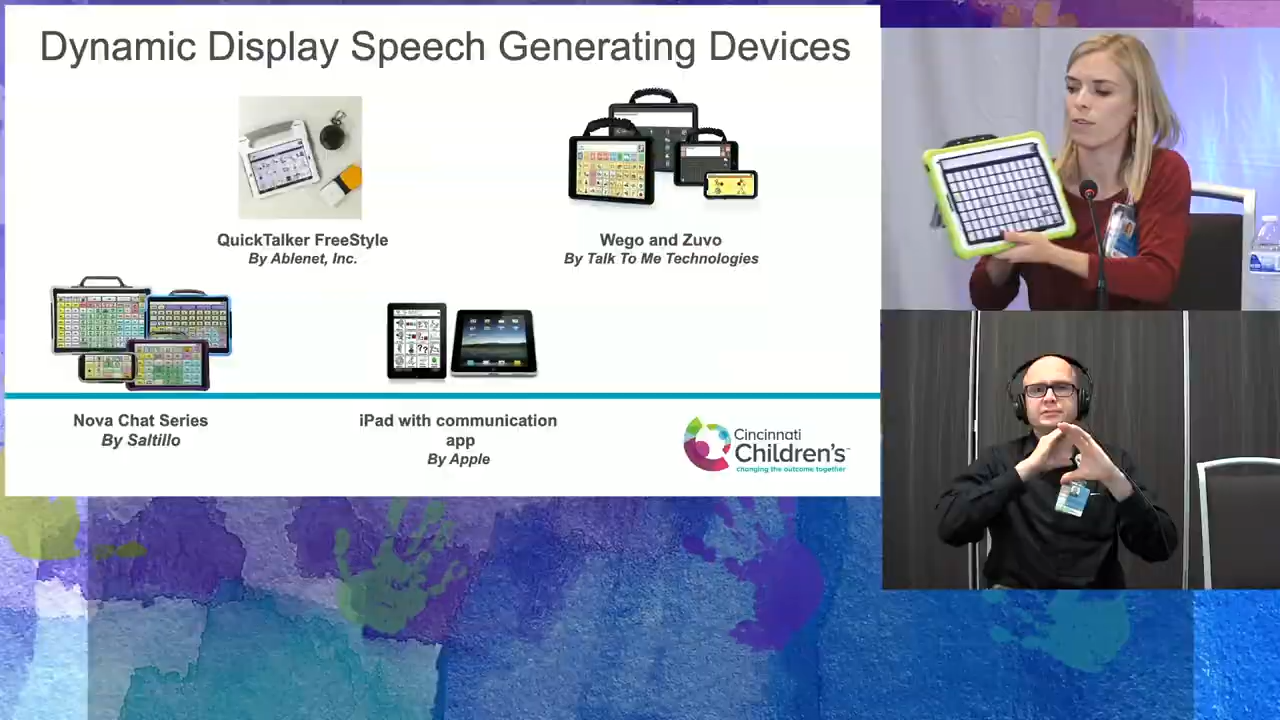 Dynamic Display Speech Generating Devices
QuickTalker FreeStyle
By Ablenet, Inc.
Wego and Zuvo
By Talk To Me Technologies
Nova Chat Series
By Saltillo
iPad with communication
app
By Apple
Cincinnati
Children's™
changing the outcome together